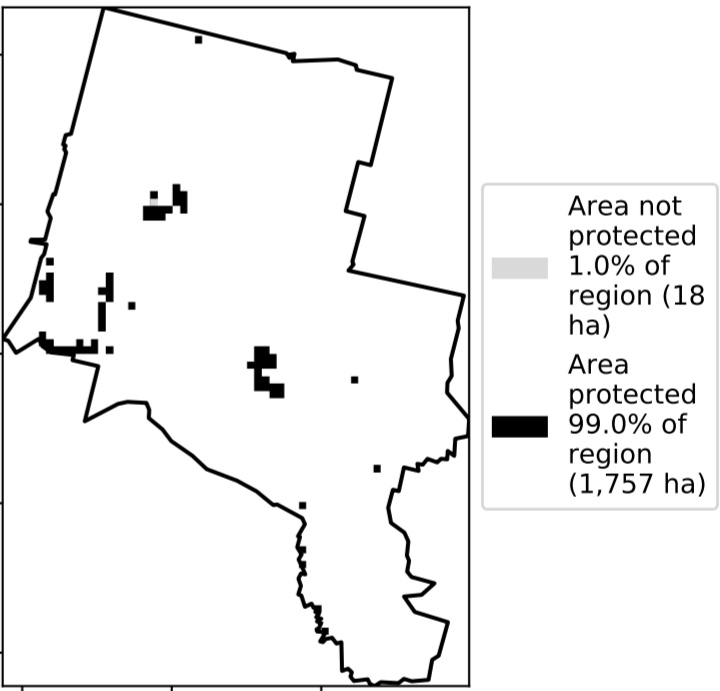 Area not
protected
1.0% of
region (18
ha)
Area
protected
99.0% of
region
(1,757 ha)